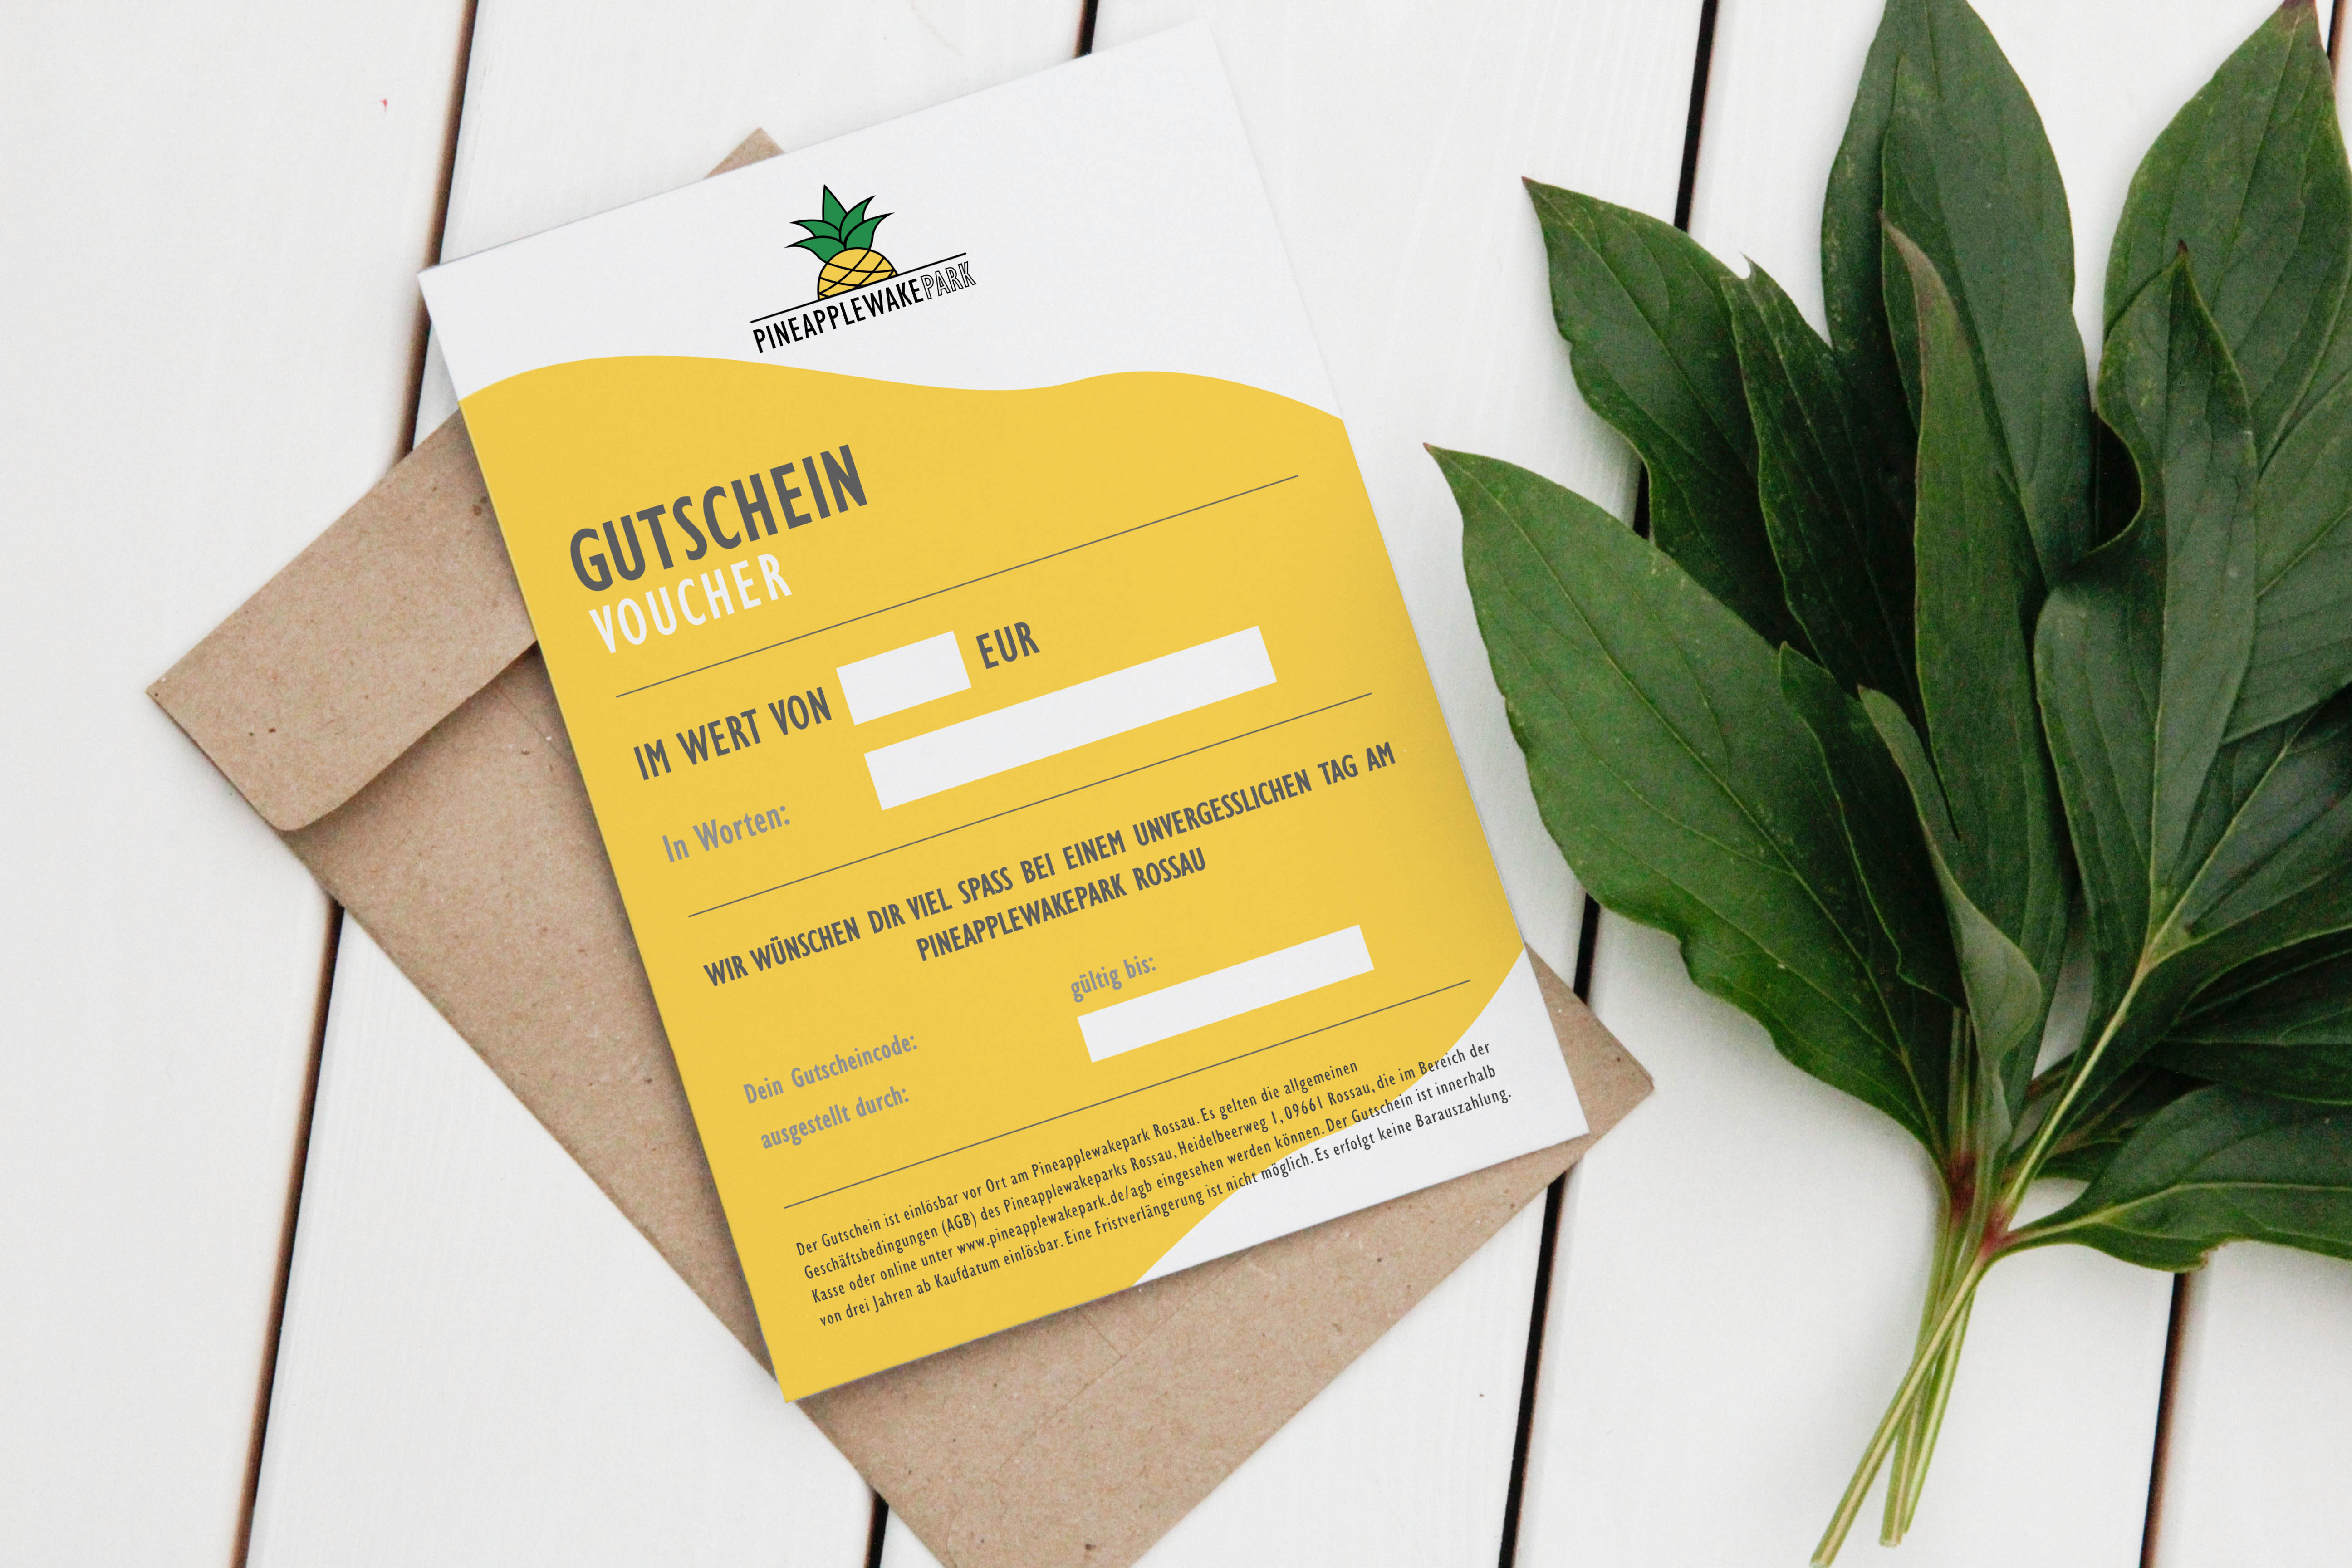 PINEAPPLEWAKEPARK
GUTSCHEIN
VOUCHER
IM WERT VON
EUR
In Worten:
WIR WÜNSCHEN DIR VIEL SPASS BEI EINEM UNVERGESSLICHEN TAG AM
PINEAPPLEWAKEPARK ROSSAU
gültig bis:
Dein Gutscheincode:
ausgestellt durch:
Der Gutschein ist einlösbar vor Ort am Pineapplewakepark Rossau. Es gelten die allgemeinen
Geschäftsbedingungen (AGB) des Pineapplewakeparks Rossau, Heidelbeerweg 1, 09661 Rossau, die im Bereich der
Kasse oder online unter www.pineapplewakepark.de/agb eingesehen werden können. Der Gutschein ist innerhalb
von drei Jahren ab Kaufdatum einlösbar. Eine Fristverlängerung ist nicht möglich. Es erfolgt keine Barauszahlung.